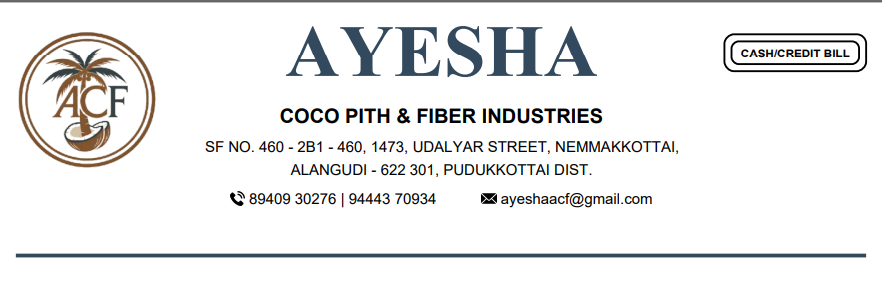 AYESHA
CASH/CREDIT BILL
ACF
COCO PITH & FIBER INDUSTRIES
SF NO. 460 - 2B1 - 460, 1473, UDALYAR STREET, NEMMAKKOTTAI,
ALANGUDI - 622 301, PUDUKKOTTAI DIST.
89409 30276 | 94443 70934 ayeshaacf@gmail.com